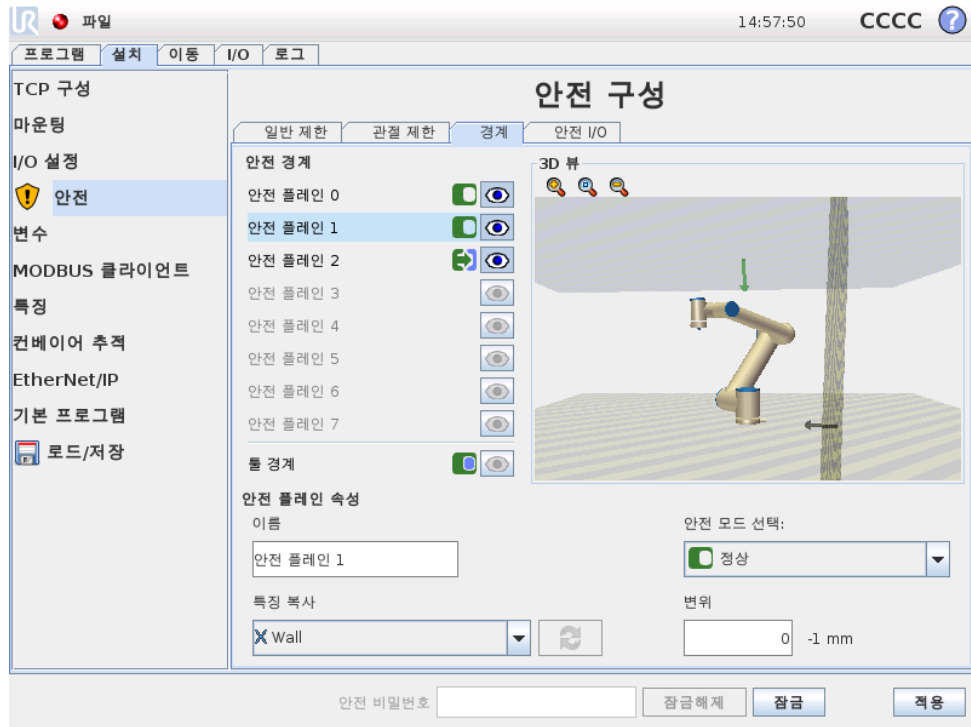 UR 파일 14:57:50 CCCC ?
프로그램 설치 이동 I/O 로그
TCP 구성
마운팅
I/O 설정
안전
변수
MODBUS 클라이언트
특징
컨베이어 추적
EtherNet/IP
기본 프로그램
로드/저장
안전 구성
일반 제한 관절 제한 경계 안전 I/O
안전 경계
안전 플레인 0
안전 플레인 1
안전 플레인 2
안전 플레인 3
안전 플레인 4
안전 플레인 5
안전 플레인 6
안전 플레인 7
툴 경계
3D 뷰
안전 플레인 속성
이름
안전 플레인 1
안전 모드 선택:
정상
특징 복사
Wall
변위
0 -1 mm
안전 비밀번호 잠금해제 잠금 적용